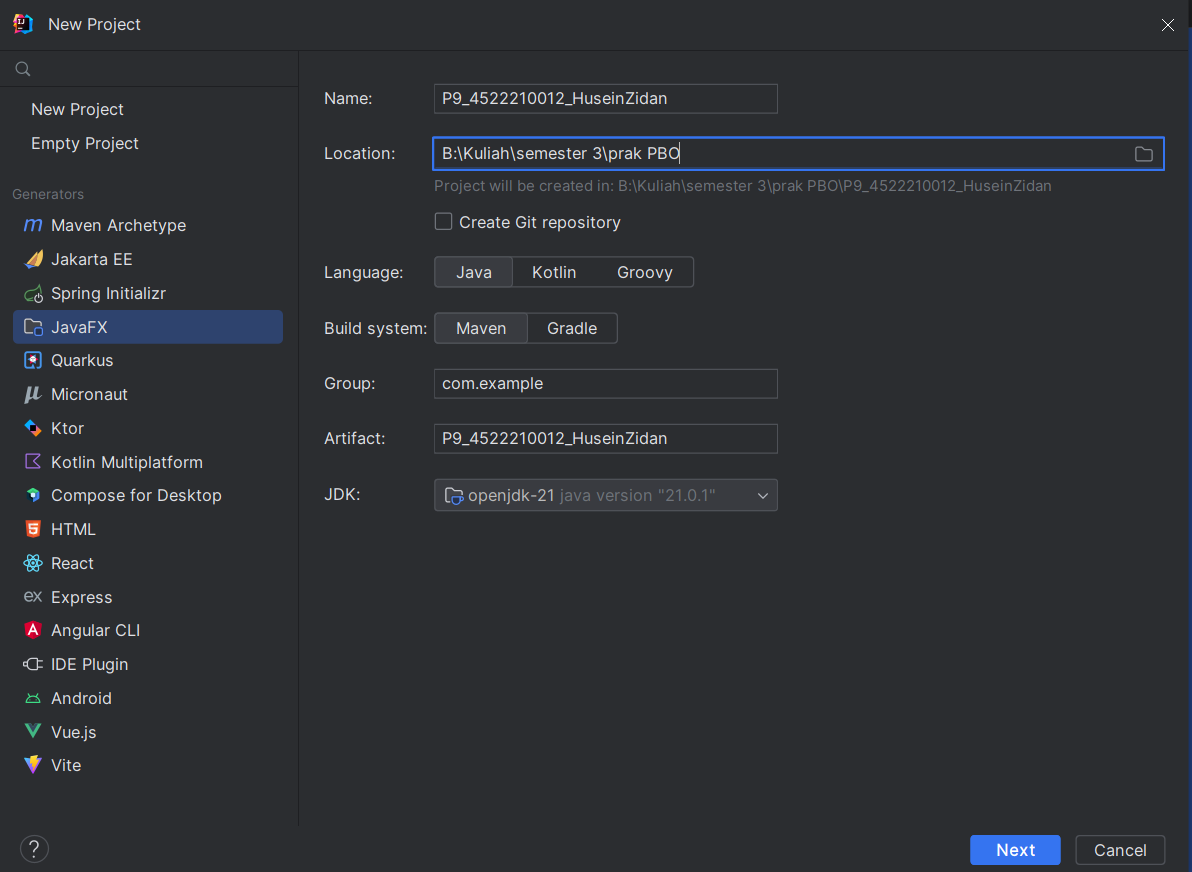 New Project
New Project
Empty Project
Generators
Maven Archetype
Jakarta EE
Spring Initializr
JavaFX
Quarkus
Micronaut
Ktor
Kotlin Multiplatform
Compose for Desktop
HTML
React
ex Express
Angular CLI
IDE Plugin
Android
Vue.js
Vite
Name: P9_4522210012_HuseinZidan
Location: B:\Kuliah\semester 3\prak PBO
Project will be created in: B:\Kuliah\semester 3\prak PBO\P9_4522210012_HuseinZidan
Create Git repository
Language: Java Kotlin Groovy
Build system: Maven Gradle
Group: com.example
Artifact: P9_4522210012_HuseinZidan
JDK: openjdk-21 java version "21.0.1"
? Next Cancel